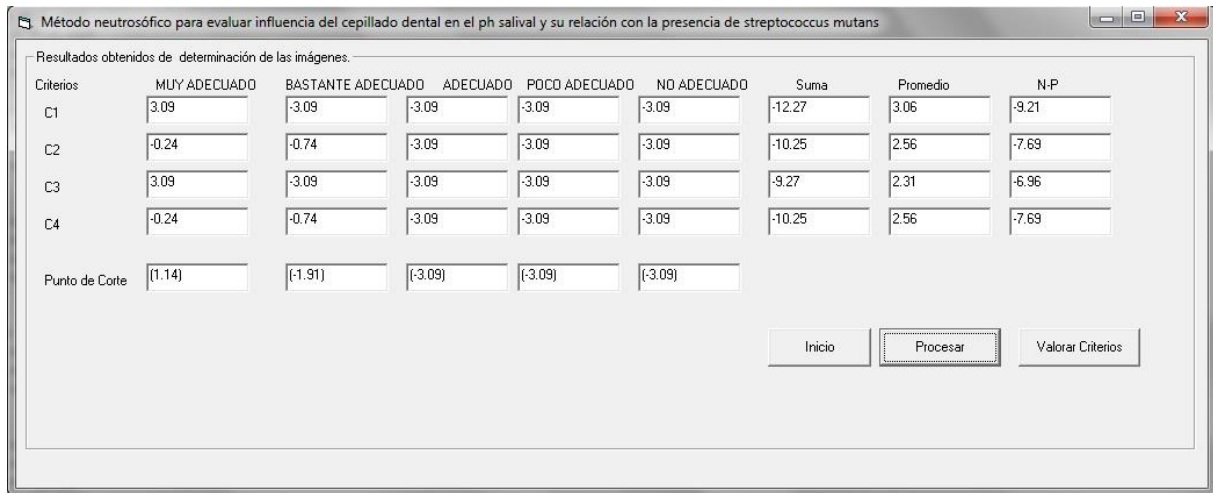 Método neutrosófico para evaluar influencia del cepillado dental en el ph salival y su relación con la presencia de streptococcus mutans
Resultados obtenidos de determinación de las imágenes.
Criterios MUY ADECUADO BASTANTE ADECUADO ADECUADO POCO ADECUADO NO ADECUADO Suma Promedio N-P
C1 3.09 -3.09 -3.09 -3.09 -3.09 -12.27 3.06 -9.21
C2 -0.24 -0.74 -3.09 -3.09 -3.09 -10.25 2.56 -7.69
C3 3.09 -3.09 -3.09 -3.09 -3.09 -9.27 2.31 -6.96
C4 -0.24 -0.74 -3.09 -3.09 -3.09 -10.25 2.56 -7.69
Punto de Corte (1.14) (-1.91) (-3.09) (-3.09) (-3.09)
Inicio Procesar Valorar Criterios